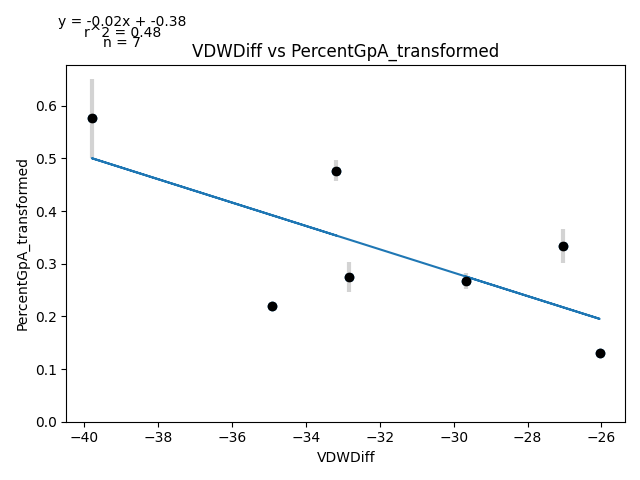 y = -0.02x + -0.38
r^2 = 0.48
n = 7
VDWDiff vs PercentGpA_transformed
PercentGpA_transformed
0.6
0.5
0.4
0.3
0.2
0.1
0.0
−40 −38 −36 −34 −32 −30 −28 −26
VDWDiff